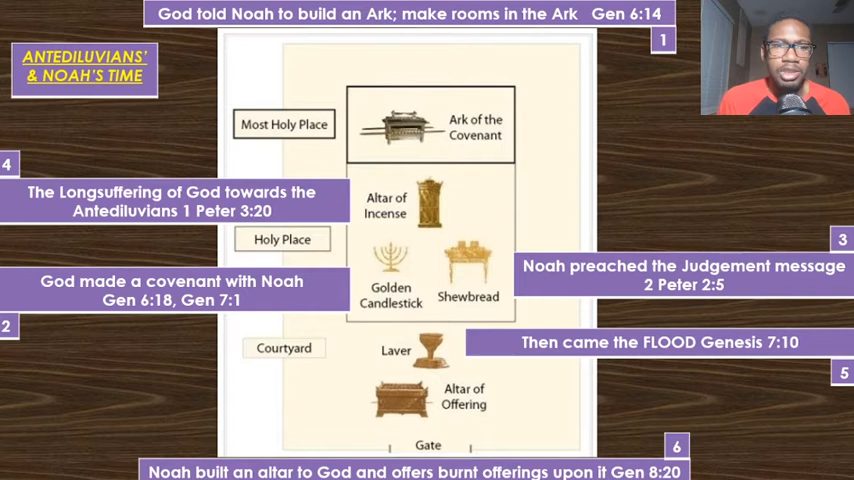 God told Noah to build an Ark; make rooms in the Ark   Gen 6:14
1
ANTEDILUVIANS'
& NOAH'S TIME
Most Holy Place
Ark of the
Covenant
4
The Longsuffering of God towards the
Antediluvians 1 Peter 3:20
Altar of
Incense
Holy Place
3
Noah preached the Judgement message
2 Peter 2:5
God made a covenant with Noah
Gen 6:18, Gen 7:1
2
Golden
Candlestick
Shewbread
Courtyard
Laver
Then came the FLOOD Genesis 7:10
5
Altar of
Offering
Gate
6
Noah built an altar to God and offers burnt offerings upon it Gen 8:20